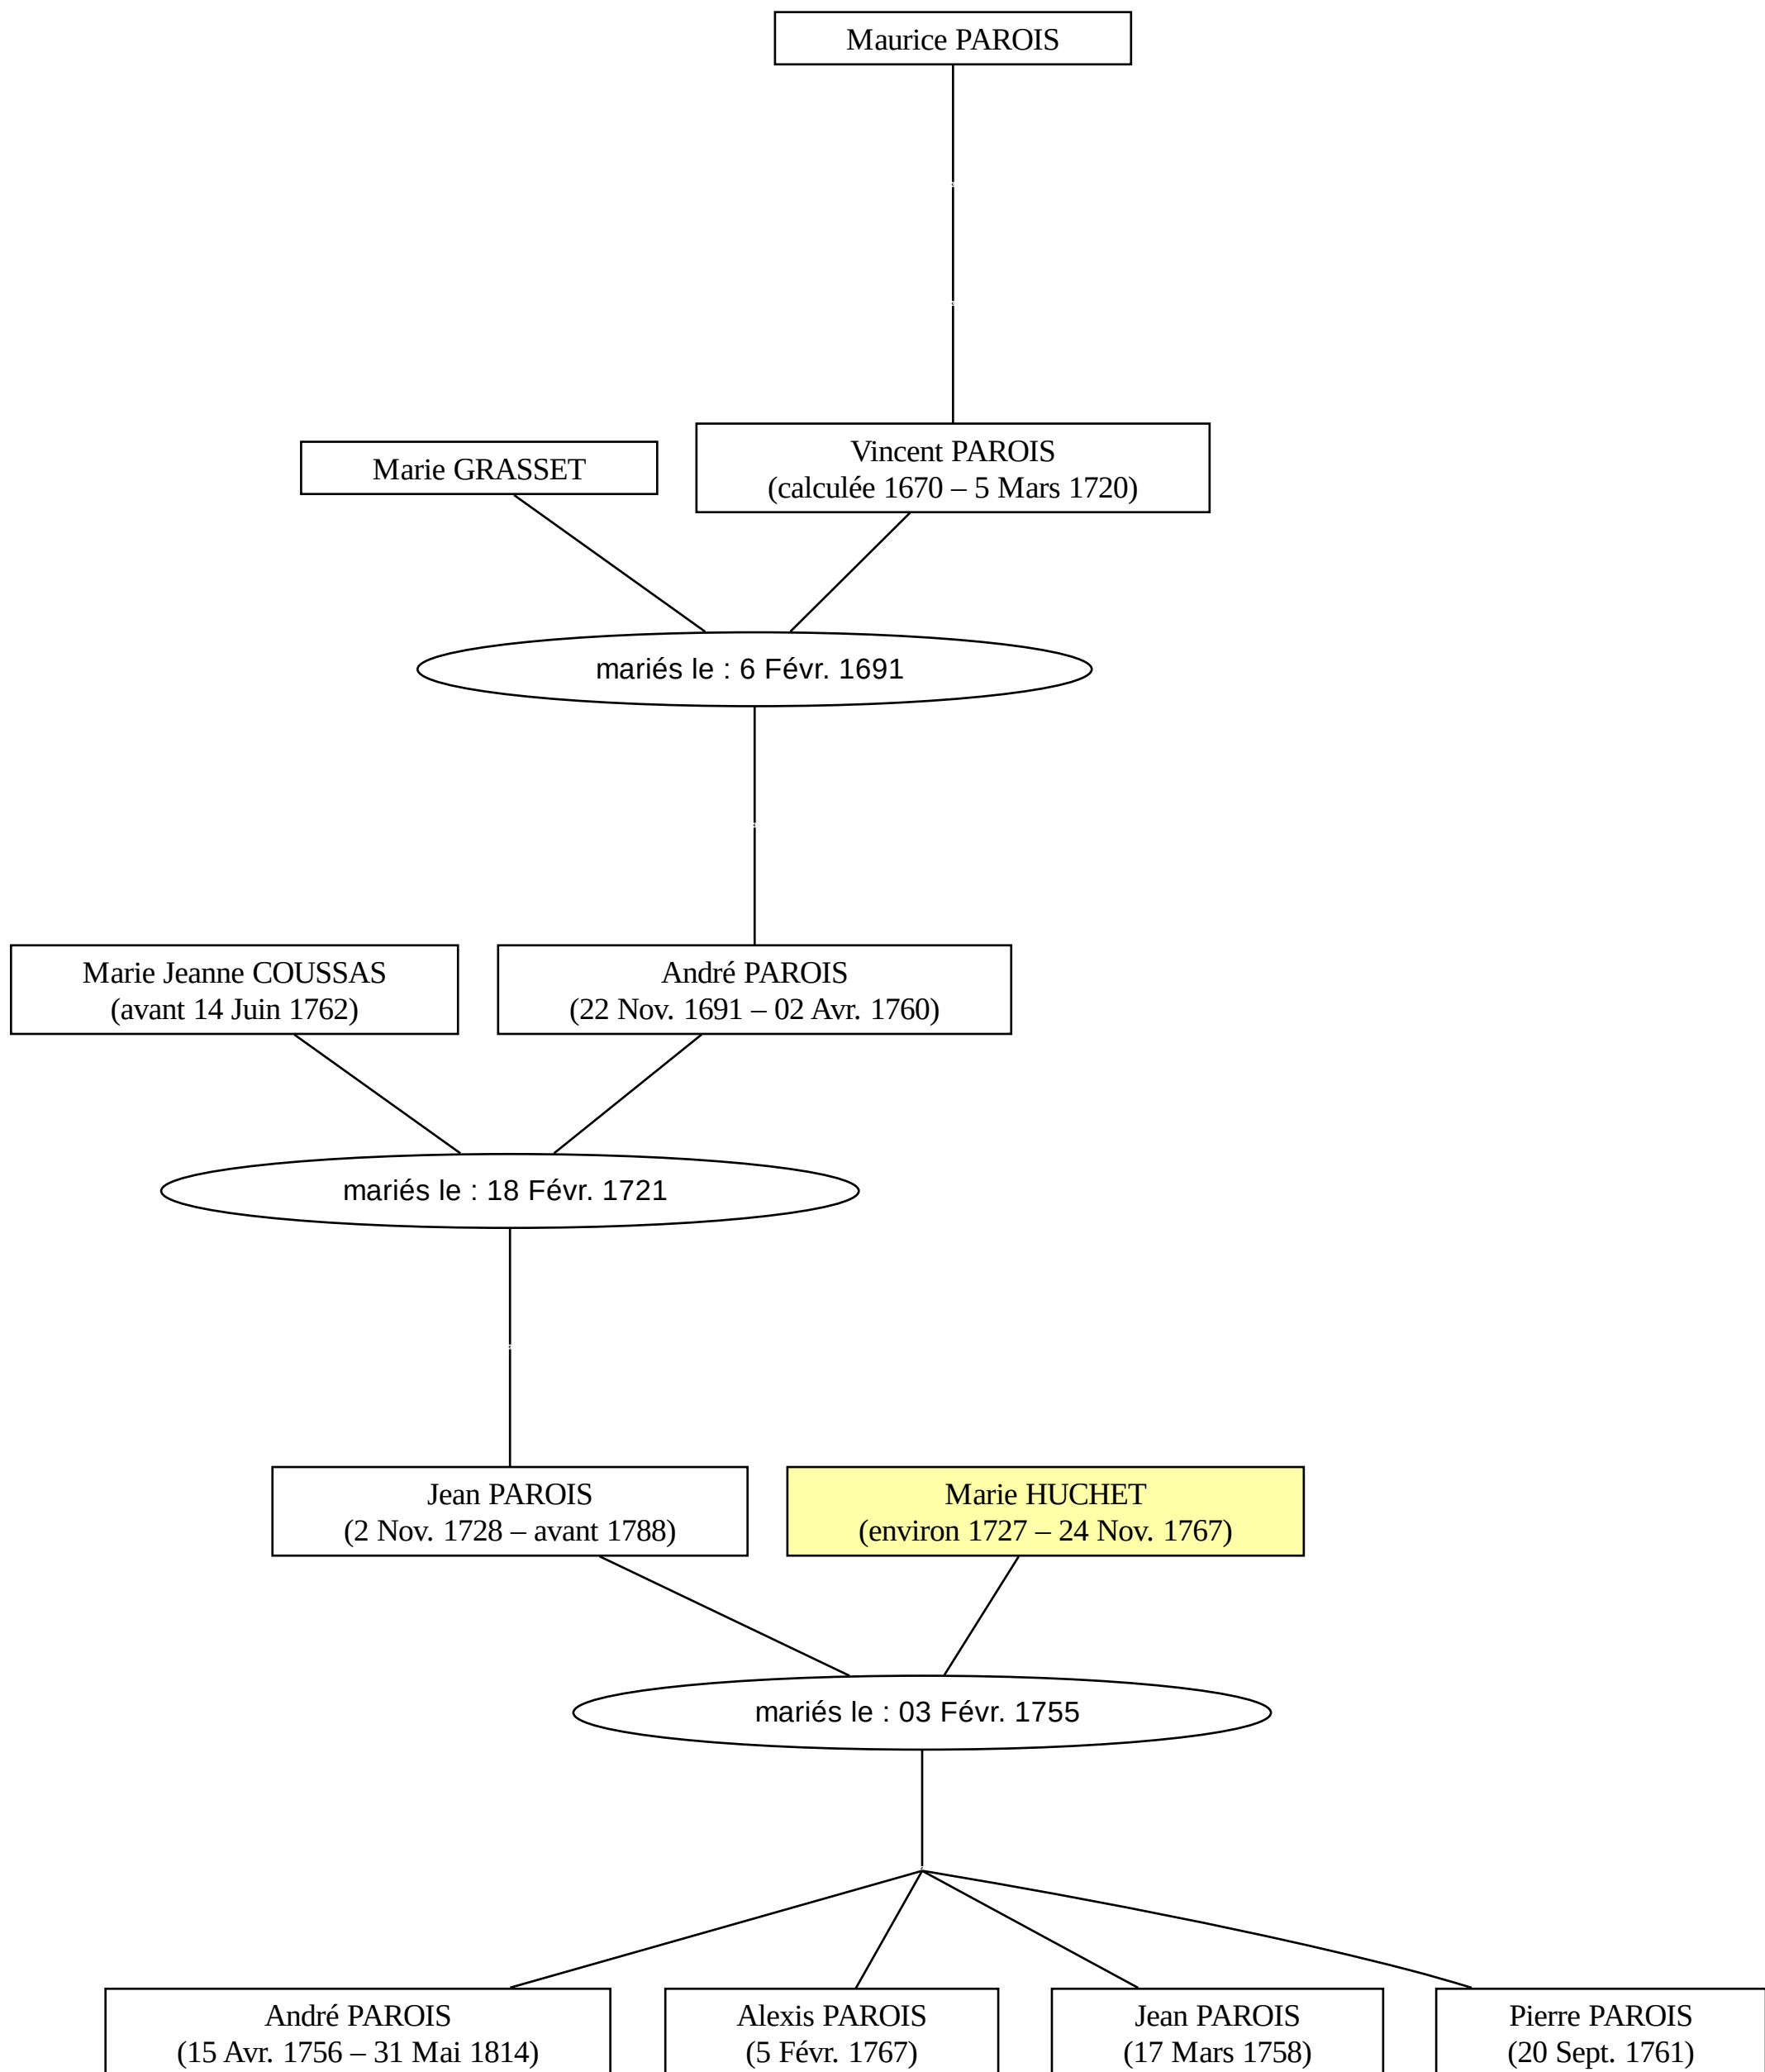 Maurice PAROIS
Marie GRASSET
Vincent PAROIS
(calculée 1670 – 5 Mars 1720)
mariés le : 6 Févr. 1691
Marie Jeanne COUSSAS
(avant 14 Juin 1762)
André PAROIS
(22 Nov. 1691 – 02 Avr. 1760)
mariés le : 18 Févr. 1721
Jean PAROIS
(2 Nov. 1728 – avant 1788)
Marie HUCHET
(environ 1727 – 24 Nov. 1767)
mariés le : 03 Févr. 1755
André PAROIS
(15 Avr. 1756 – 31 Mai 1814)
Alexis PAROIS
(5 Févr. 1767)
Jean PAROIS
(17 Mars 1758)
Pierre PAROIS
(20 Sept. 1761)